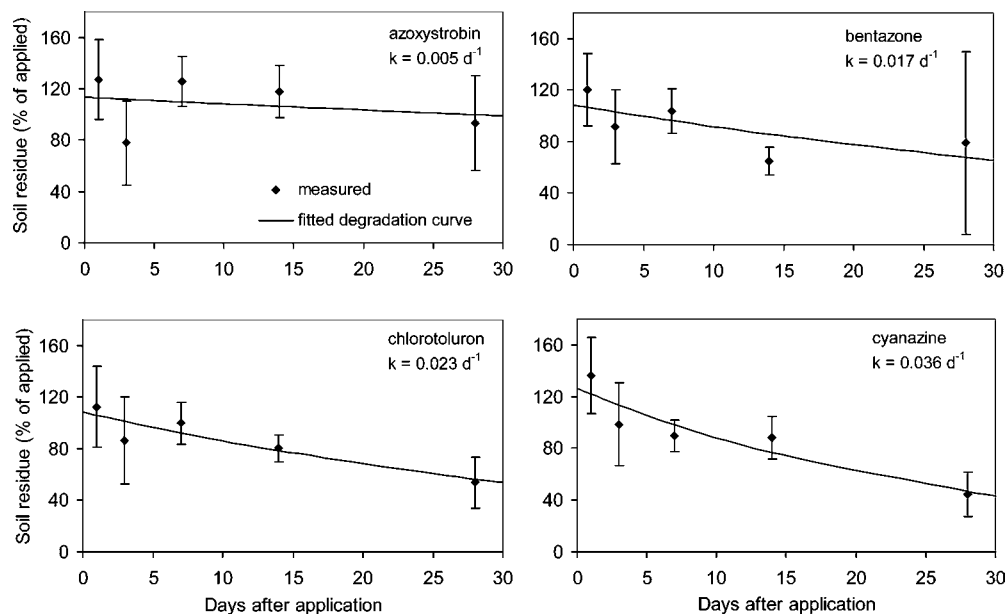 azoxystrobin
k = 0.005 d⁻¹
Soil residue (% of applied)
160
120
80
40
0
measured
fitted degradation curve
0 5 10 15 20 25 30
bentazone
k = 0.017 d⁻¹
160
120
80
40
0
0 5 10 15 20 25 30
chlorotoluron
k = 0.023 d⁻¹
Soil residue (% of applied)
160
120
80
40
0
0 5 10 15 20 25 30
Days after application
cyanazine
k = 0.036 d⁻¹
160
120
80
40
0
0 5 10 15 20 25 30
Days after application